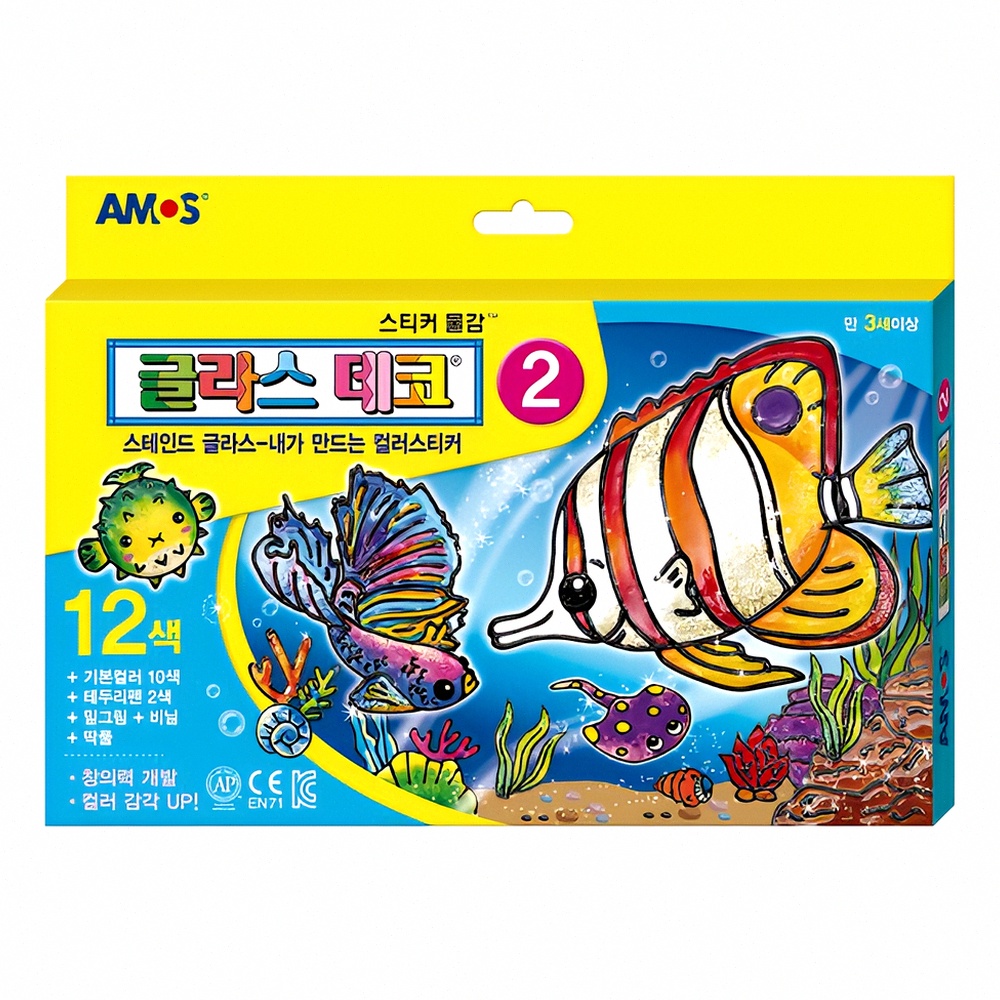 AMOS
스티커 물감
글라스 데코
2
스테인드 글라스-내가 만드는 컬러스티커
만 3세이상
12색
+ 기본컬러 10색
+ 테두리펜 2색
+ 밑그림 + 비닐
+ 딱풀
• 창의력 개발
• 컬러 감각 UP!
AP
CE
EN71
2
AMOS